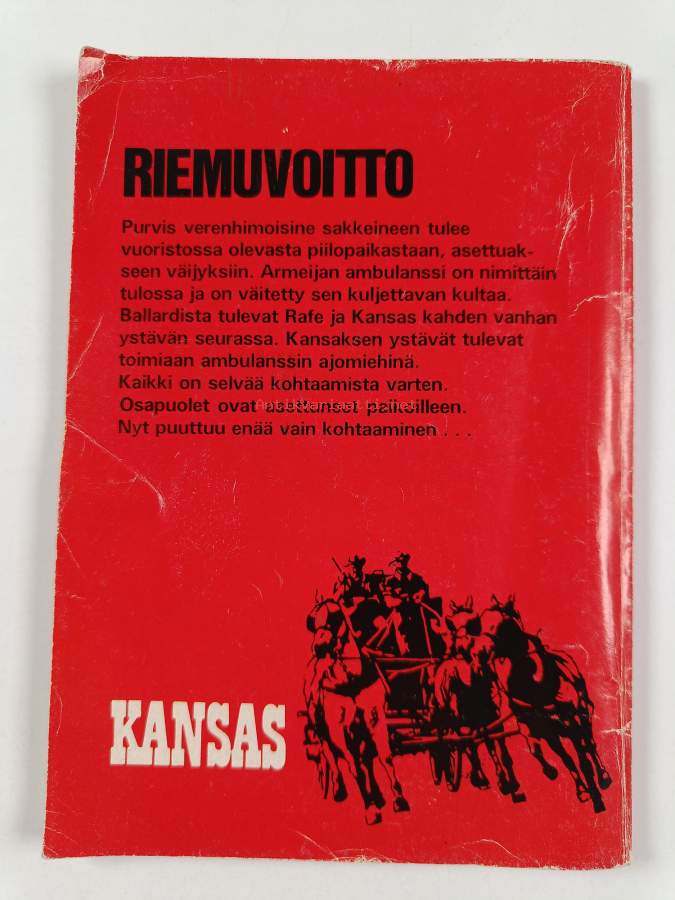 RIEMUVOITTO
Purvis verenhimoisine sakkeineen tulee
vuoristossa olevasta piilopaikastaan, asettuak-
seen väijyksiin. Armeijan ambulanssi on nimittäin
tulossa ja on väitetty sen kuljettavan kultaa.
Ballardista tulevat Rafe ja Kansas kahden vanhan
ystävän seurassa. Kansaksen ystävät tulevat
toimiaan ambulanssin ajomiehinä.
Kaikki on selvää kohtaamista varten.
Osapuolet ovat asettuneet paikoilleen.
Nyt puuttuu enää vain kohtaaminen . . .
KANSAS